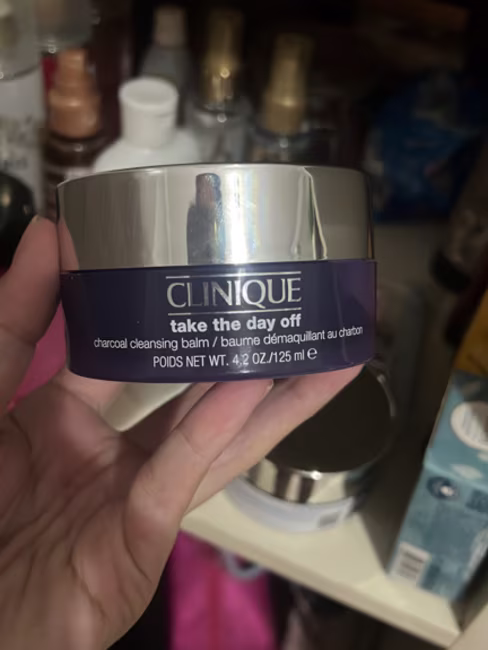 CLINIQUE
take the day off
charcoal cleansing balm / baume démaquillant au charbon
POIDS NET WT. 4.2 OZ./125 ml ℮